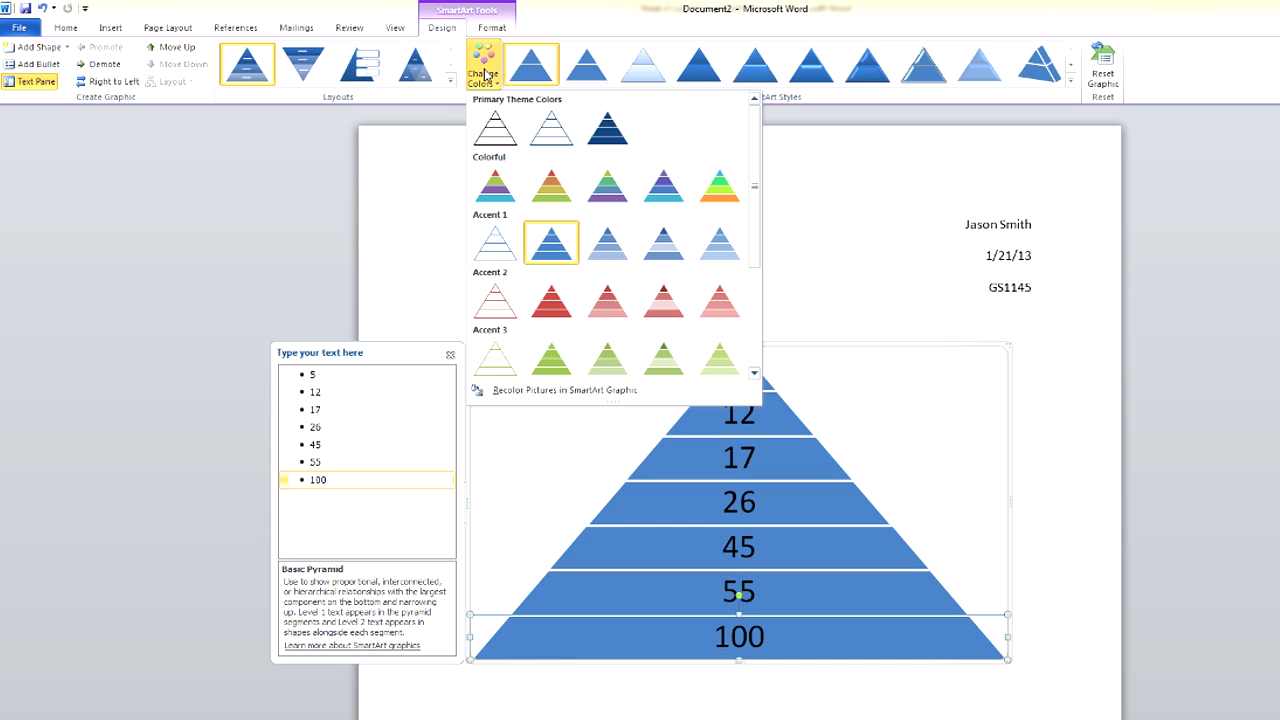 SmartArt Tools
Document2 - Microsoft Word
File Home Insert Page Layout References Mailings Review View Design Format
Add Shape Promote Move Up
Add Bullet Demote Move Down
Text Pane Right to Left Layout
Create Graphic
Layouts
Change
Colors
Art Styles
Reset
Graphic
Reset
Primary Theme Colors
Colorful
Accent 1
Accent 2
Accent 3
Recolor Pictures in SmartArt Graphic
Jason Smith
1/21/13
GS1145
Type your text here
• 5
• 12
• 17
• 26
• 45
• 55
• 100
Basic Pyramid
Use to show proportional, interconnected,
or hierarchical relationships with the largest
component on the bottom and narrowing
up. Level 1 text appears in the pyramid
segments and Level 2 text appears in
shapes alongside each segment.
Learn more about SmartArt graphics
12
17
26
45
55
100